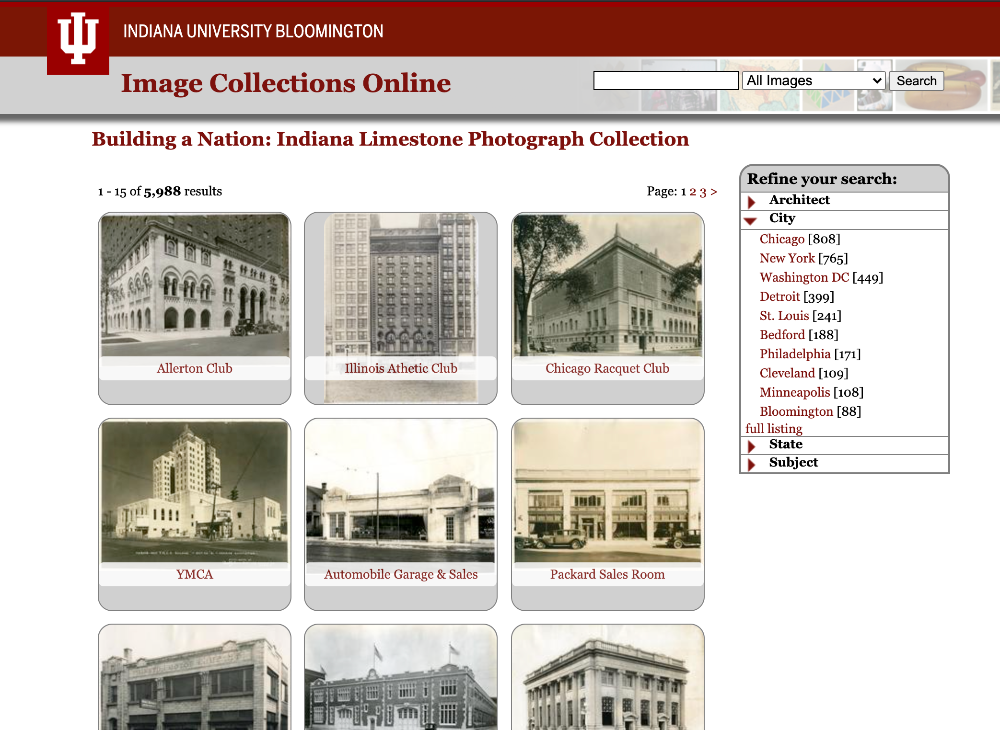 INDIANA UNIVERSITY BLOOMINGTON
Image Collections Online
All Images
Search
Building a Nation: Indiana Limestone Photograph Collection
1 - 15 of 5,988 results
Page: 1 2 3 >
Allerton Club
Illinois Athetic Club
Chicago Racquet Club
YMCA
Automobile Garage & Sales
Packard Sales Room
Refine your search:
Architect
City
Chicago [808]
New York [765]
Washington DC [449]
Detroit [399]
St. Louis [241]
Bedford [188]
Philadelphia [171]
Cleveland [109]
Minneapolis [108]
Bloomington [88]
full listing
State
Subject